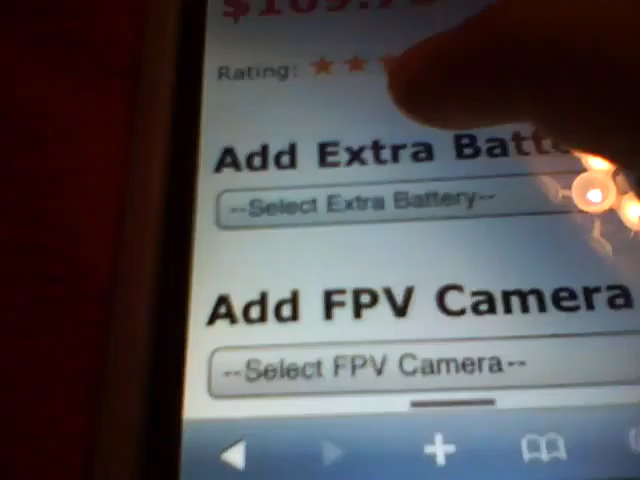 Rating:
Add Extra
--Select Extra Battery--
Add FPV Camera
--Select FPV Camera--